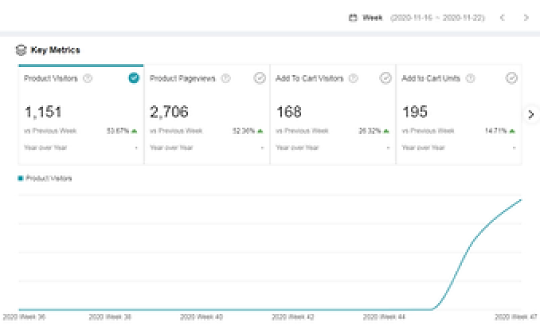 Week (2020-11-16 ~ 2020-11-22)
Key Metrics
Product Visitors
1,151
vs Previous Week 53.67%
Year over Year -
Product Pageviews
2,706
vs Previous Week 52.36%
Year over Year -
Add To Cart Visitors
168
vs Previous Week 26.32%
Year over Year -
Add to Cart Units
195
vs Previous Week 14.71%
Year over Year -
Product Visitors
2020 Week 36 2020 Week 38 2020 Week 40 2020 Week 42 2020 Week 44 2020 Week 47